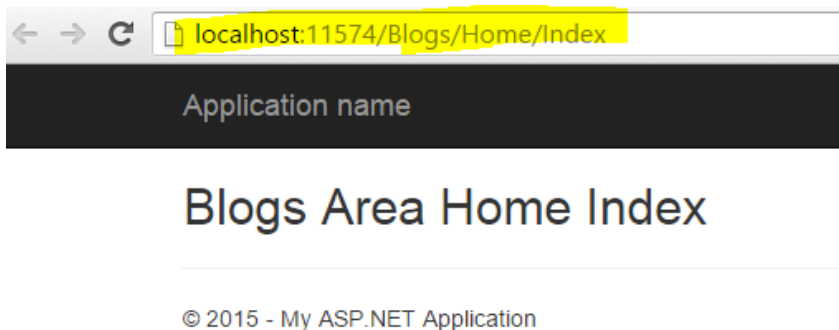 localhost:11574/Blogs/Home/Index
Application name
Blogs Area Home Index
© 2015 - My ASP.NET Application